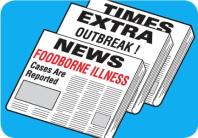 TIMES
EXTRA
OUTBREAK !
NEWS
FOODBORNE ILLNESS
Cases Are
Reported